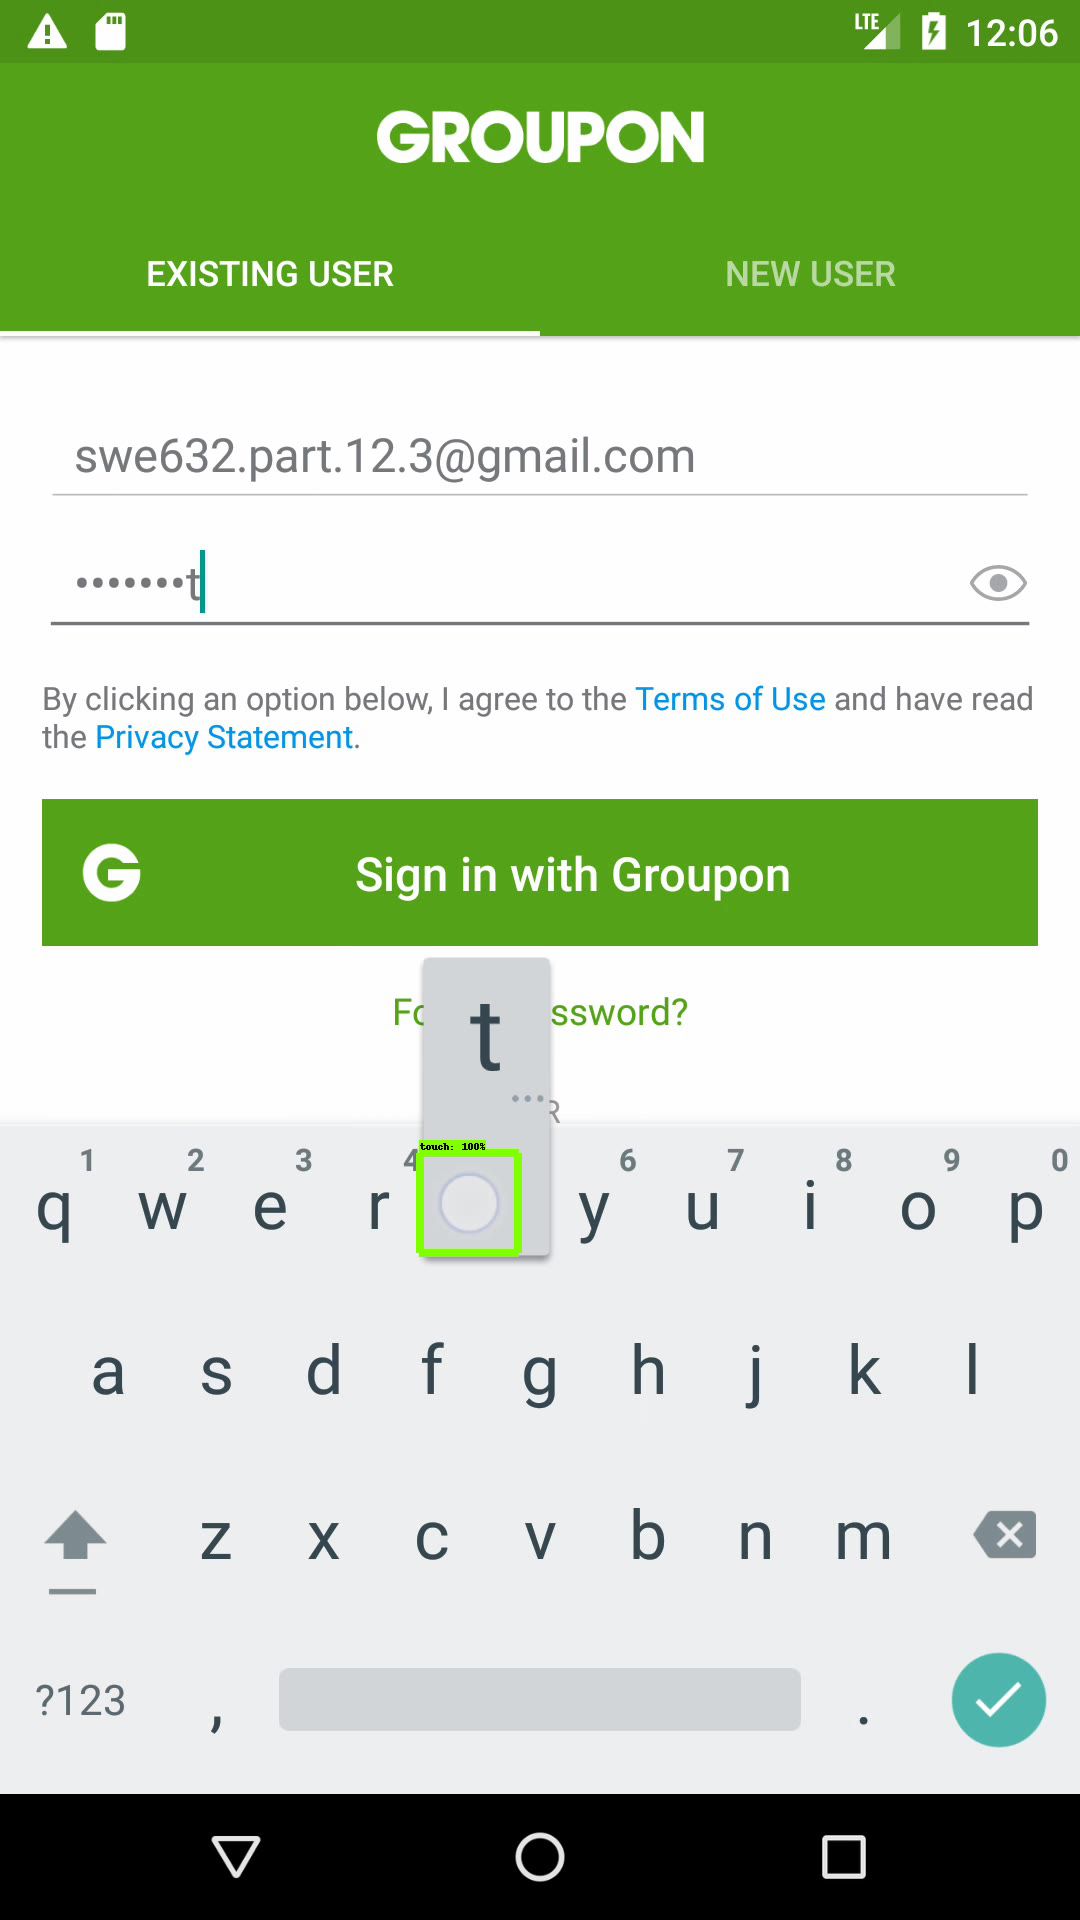 LTE 12:06
GROUPON
EXISTING USER NEW USER
swe632.part.12.3@gmail.com
•••••••t
By clicking an option below, I agree to the Terms of Use and have read
the Privacy Statement.
G Sign in with Groupon
t
...
touch: 100%
1 2 3 4 6 7 8 9 0
q w e r y u i o p
a s d f g h j k l
z x c v b n m
?123 , .